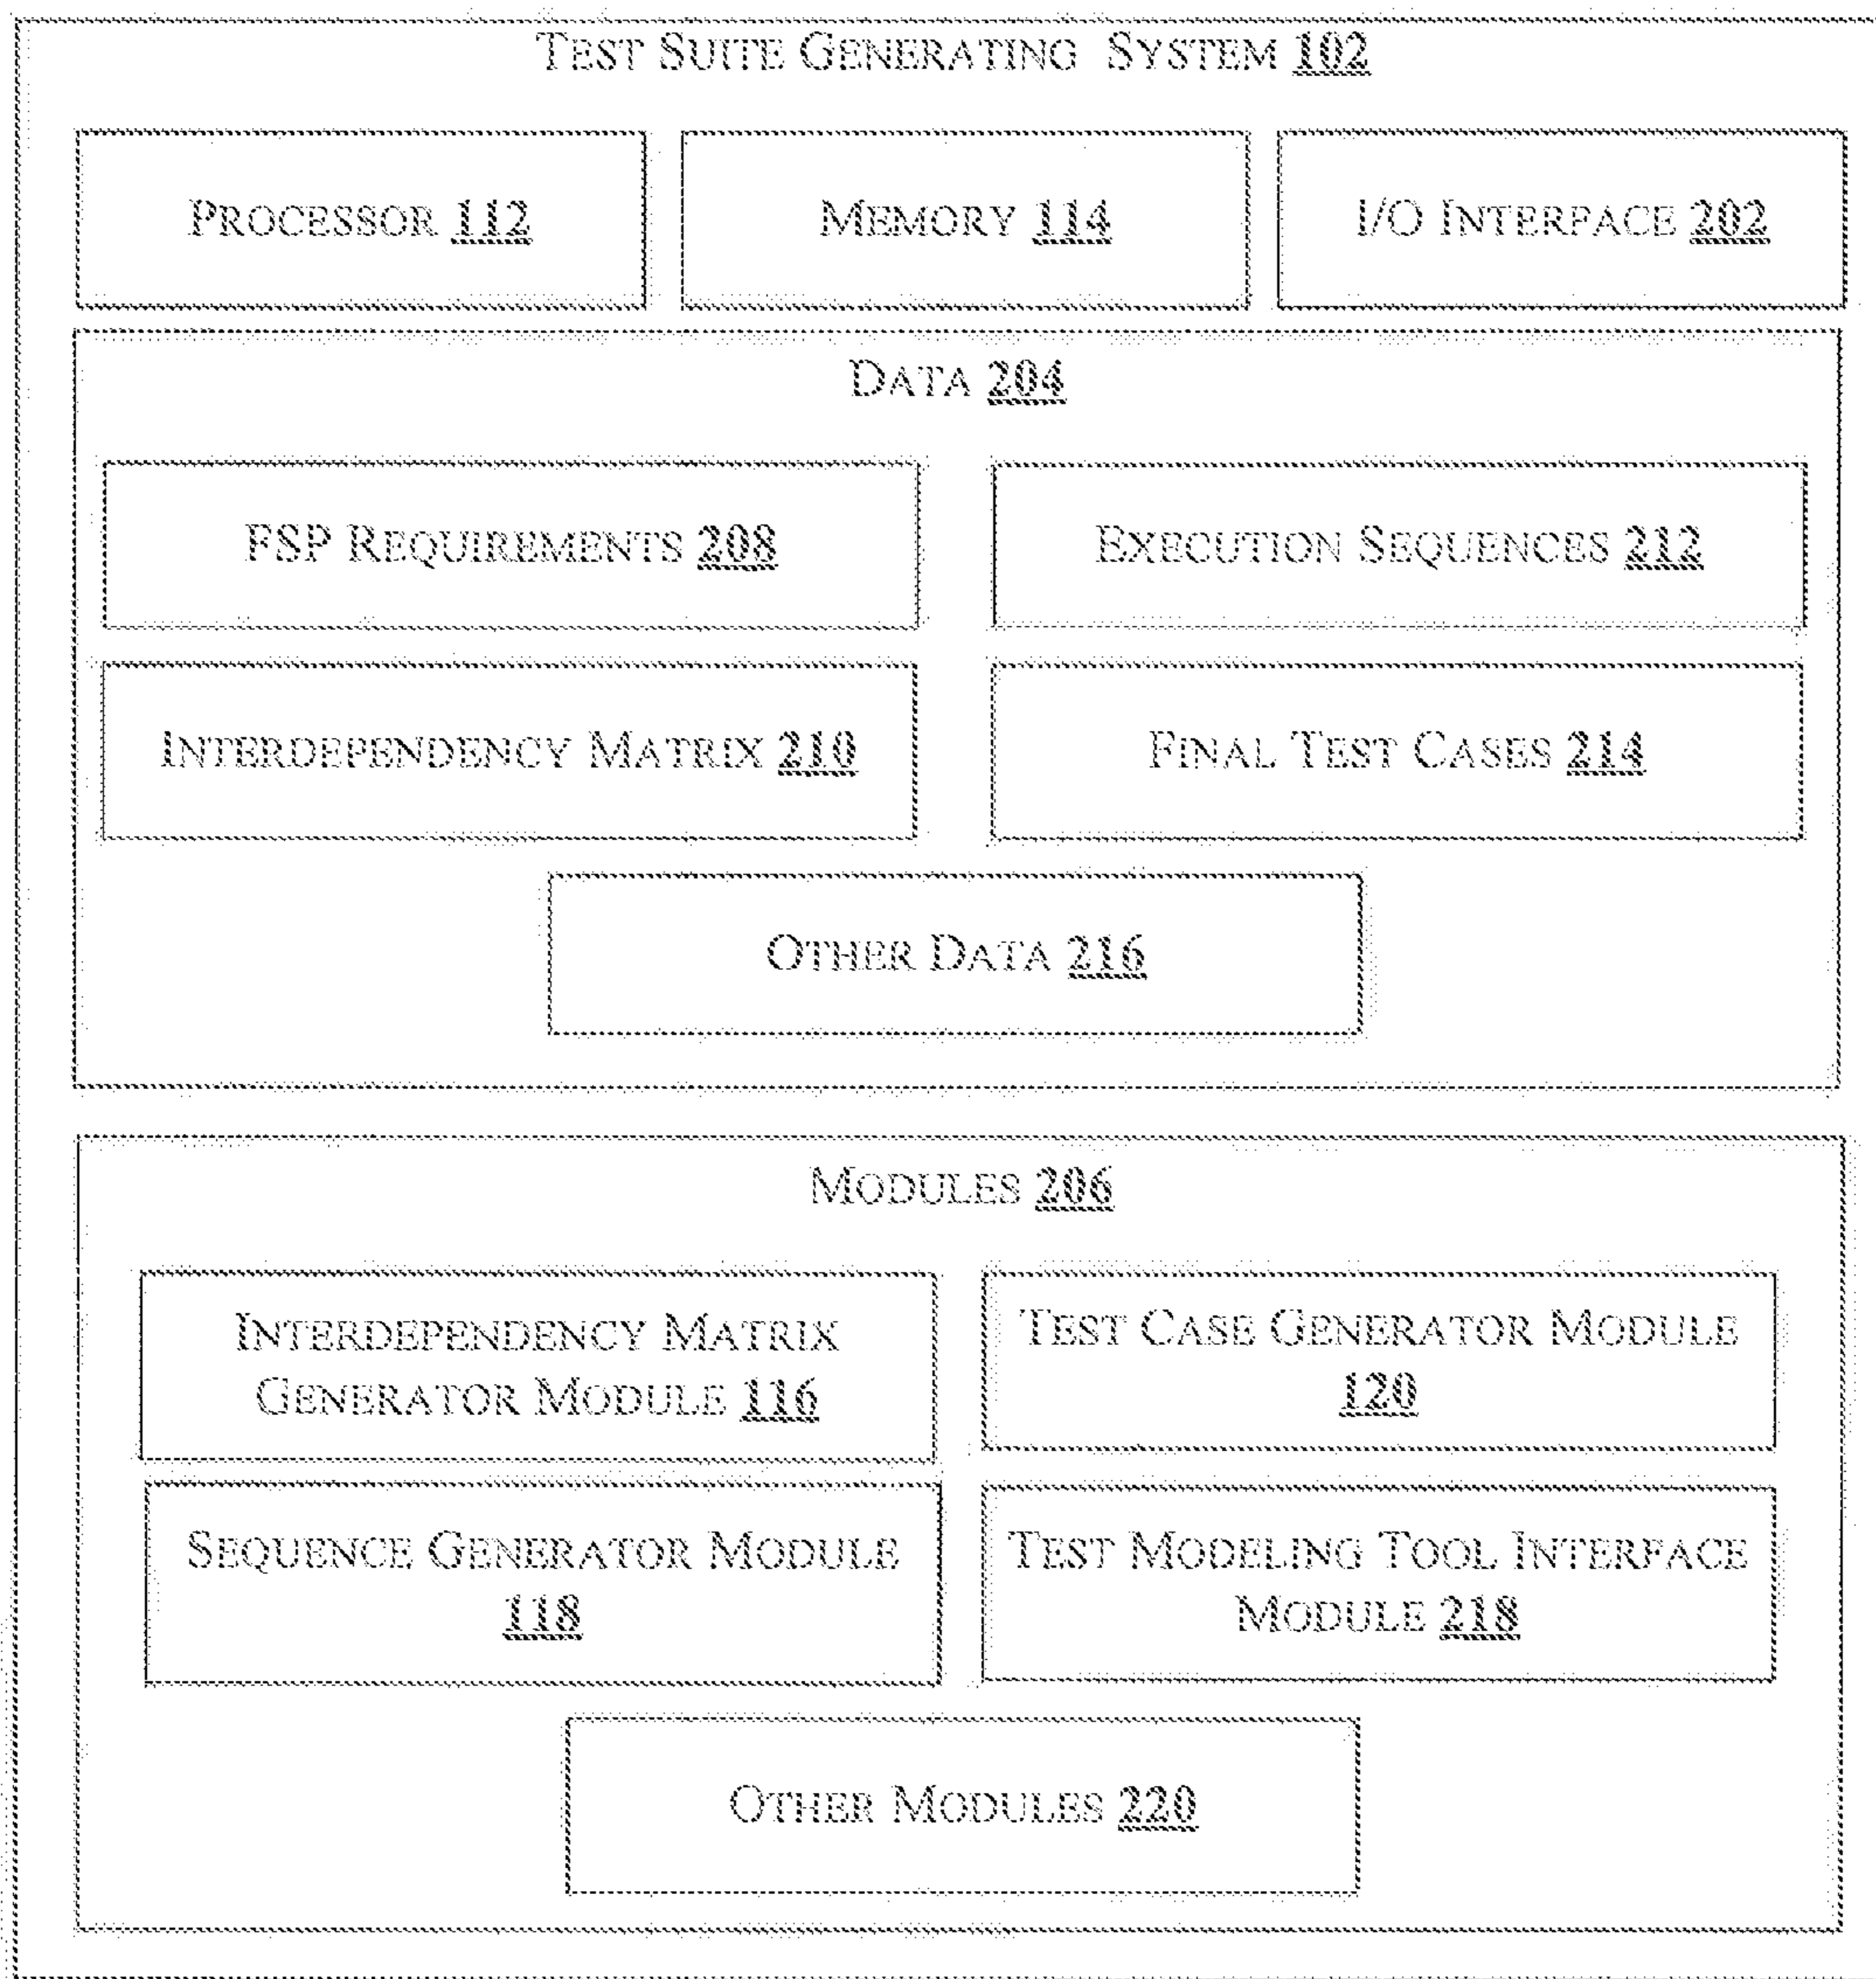 TEST SUITE GENERATING SYSTEM 102
PROCESSOR 112
MEMORY 114
I/O INTERFACE 202
DATA 204
FSP REQUIREMENTS 208
EXECUTION SEQUENCES 212
INTERDEPENDENCY MATRIX 210
FINAL TEST CASES 214
OTHER DATA 216
MODULES 206
INTERDEPENDENCY MATRIX
GENERATOR MODULE 116
TEST CASE GENERATOR MODULE
120
SEQUENCE GENERATOR MODULE
118
TEST MODELING TOOL INTERFACE
MODULE 218
OTHER MODULES 220